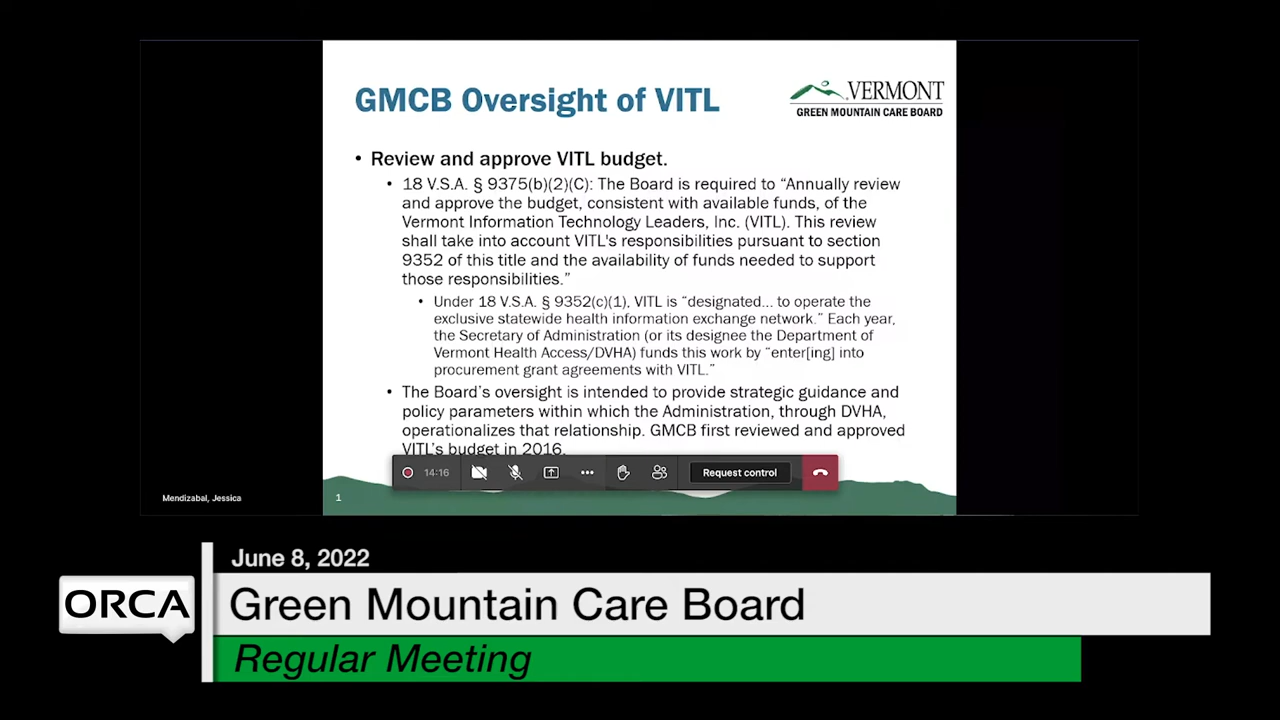 GMCB Oversight of VITL
VERMONT
GREEN MOUNTAIN CARE BOARD
• Review and approve VITL budget.
• 18 V.S.A. § 9375(b)(2)(C): The Board is required to “Annually review
and approve the budget, consistent with available funds, of the
Vermont Information Technology Leaders, Inc. (VITL). This review
shall take into account VITL's responsibilities pursuant to section
9352 of this title and the availability of funds needed to support
those responsibilities.”
• Under 18 V.S.A. § 9352(c)(1), VITL is “designated... to operate the
exclusive statewide health information exchange network.” Each year,
the Secretary of Administration (or its designee the Department of
Vermont Health Access/DVHA) funds this work by “enter[ing] into
procurement grant agreements with VITL.”
• The Board’s oversight is intended to provide strategic guidance and
policy parameters within which the Administration, through DVHA,
operationalizes that relationship. GMCB first reviewed and approved
VITL’s budget in 2016.
14:16
Request control
Mendizabal, Jessica
1
June 8, 2022
ORCA
Green Mountain Care Board
Regular Meeting